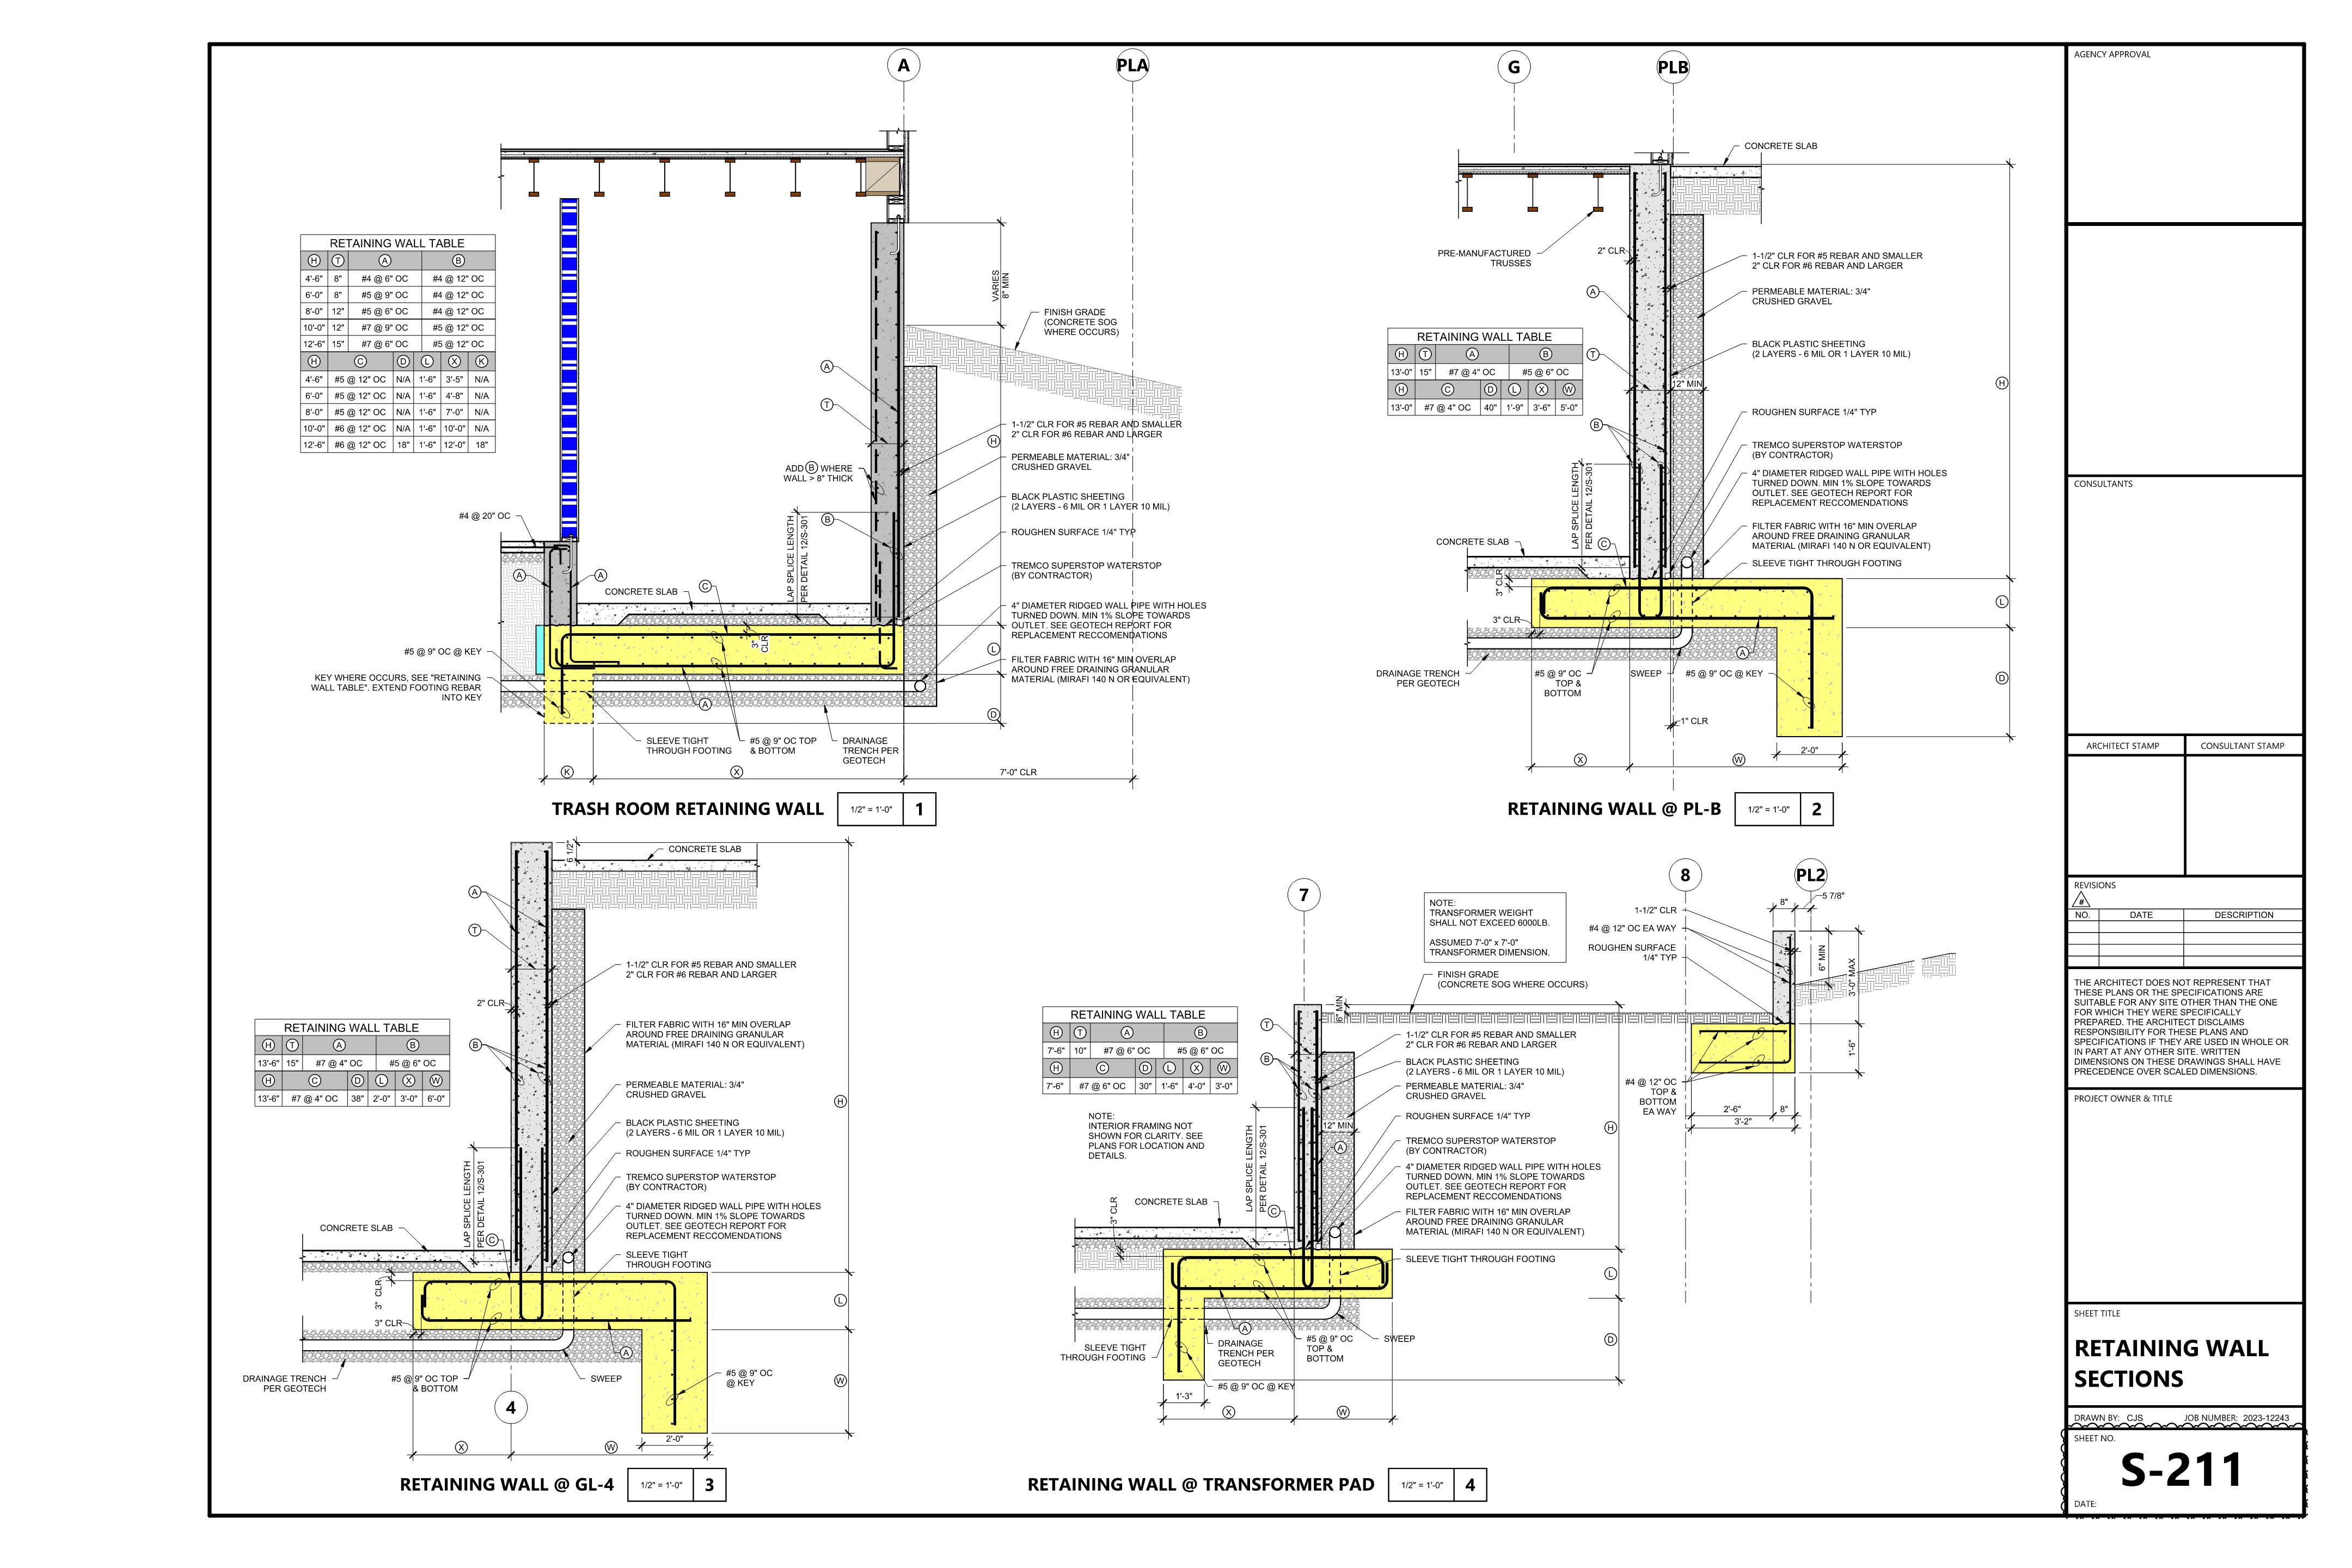 A
PLA
RETAINING WALL TABLE
H T A B
4'-6" 8" #4 @ 6" OC #4 @ 12" OC
6'-0" 8" #5 @ 9" OC #4 @ 12" OC
8'-0" 12" #5 @ 6" OC #4 @ 12" OC
10'-0" 12" #7 @ 9" OC #5 @ 12" OC
12'-6" 15" #7 @ 6" OC #5 @ 12" OC
H C D L X K
4'-6" #5 @ 12" OC N/A 1'-6" 3'-5" N/A
6'-0" #5 @ 12" OC N/A 1'-6" 4'-8" N/A
8'-0" #5 @ 12" OC N/A 1'-6" 7'-0" N/A
10'-0" #6 @ 12" OC N/A 1'-6" 10'-0" N/A
12'-6" #6 @ 12" OC 18" 1'-6" 12'-0" 18"
VARIES
8" MIN
FINISH GRADE
(CONCRETE SOG
WHERE OCCURS)
A
T
1-1/2" CLR FOR #5 REBAR AND SMALLER
2" CLR FOR #6 REBAR AND LARGER
H
PERMEABLE MATERIAL: 3/4"
CRUSHED GRAVEL
ADD B WHERE
WALL > 8" THICK
BLACK PLASTIC SHEETING
(2 LAYERS - 6 MIL OR 1 LAYER 10 MIL)
#4 @ 20" OC
B
LAP SPLICE LENGTH
PER DETAIL 12/S-301
ROUGHEN SURFACE 1/4" TYP
TREMCO SUPERSTOP WATERSTOP
(BY CONTRACTOR)
A
A
CONCRETE SLAB
C
4" DIAMETER RIDGED WALL PIPE WITH HOLES
TURNED DOWN. MIN 1% SLOPE TOWARDS
OUTLET. SEE GEOTECH REPORT FOR
REPLACEMENT RECCOMENDATIONS
3"
CLR
L
#5 @ 9" OC @ KEY
FILTER FABRIC WITH 16" MIN OVERLAP
AROUND FREE DRAINING GRANULAR
MATERIAL (MIRAFI 140 N OR EQUIVALENT)
KEY WHERE OCCURS, SEE "RETAINING
WALL TABLE". EXTEND FOOTING REBAR
INTO KEY
A
D
SLEEVE TIGHT
THROUGH FOOTING
#5 @ 9" OC TOP
& BOTTOM
DRAINAGE
TRENCH PER
GEOTECH
K
X
7'-0" CLR
TRASH ROOM RETAINING WALL
1/2" = 1'-0"
1
G
PLB
CONCRETE SLAB
PRE-MANUFACTURED
TRUSSES
2" CLR
1-1/2" CLR FOR #5 REBAR AND SMALLER
2" CLR FOR #6 REBAR AND LARGER
A
PERMEABLE MATERIAL: 3/4"
CRUSHED GRAVEL
RETAINING WALL TABLE
H T A B
13'-0" 15" #7 @ 4" OC #5 @ 6" OC
H C D L X W
13'-0" #7 @ 4" OC 40" 1'-9" 3'-6" 5'-0"
T
BLACK PLASTIC SHEETING
(2 LAYERS - 6 MIL OR 1 LAYER 10 MIL)
12" MIN
H
ROUGHEN SURFACE 1/4" TYP
B
TREMCO SUPERSTOP WATERSTOP
(BY CONTRACTOR)
LAP SPLICE LENGTH
PER DETAIL 12/S-301
4" DIAMETER RIDGED WALL PIPE WITH HOLES
TURNED DOWN. MIN 1% SLOPE TOWARDS
OUTLET. SEE GEOTECH REPORT FOR
REPLACEMENT RECCOMENDATIONS
FILTER FABRIC WITH 16" MIN OVERLAP
AROUND FREE DRAINING GRANULAR
MATERIAL (MIRAFI 140 N OR EQUIVALENT)
CONCRETE SLAB
C
SLEEVE TIGHT THROUGH FOOTING
3" CLR
L
3" CLR
A
DRAINAGE TRENCH
PER GEOTECH
#5 @ 9" OC
TOP &
BOTTOM
SWEEP
#5 @ 9" OC @ KEY
D
1" CLR
2'-0"
X
W
RETAINING WALL @ PL-B
1/2" = 1'-0"
2
6 1/2"
CONCRETE SLAB
A
T
1-1/2" CLR FOR #5 REBAR AND SMALLER
2" CLR FOR #6 REBAR AND LARGER
2" CLR
RETAINING WALL TABLE
H T A B
13'-6" 15" #7 @ 4" OC #5 @ 6" OC
H C D L X W
13'-6" #7 @ 4" OC 38" 2'-0" 3'-0" 6'-0"
FILTER FABRIC WITH 16" MIN OVERLAP
AROUND FREE DRAINING GRANULAR
MATERIAL (MIRAFI 140 N OR EQUIVALENT)
B
PERMEABLE MATERIAL: 3/4"
CRUSHED GRAVEL
H
BLACK PLASTIC SHEETING
(2 LAYERS - 6 MIL OR 1 LAYER 10 MIL)
ROUGHEN SURFACE 1/4" TYP
LAP SPLICE LENGTH
PER DETAIL 12/S-301
TREMCO SUPERSTOP WATERSTOP
(BY CONTRACTOR)
4" DIAMETER RIDGED WALL PIPE WITH HOLES
TURNED DOWN. MIN 1% SLOPE TOWARDS
OUTLET. SEE GEOTECH REPORT FOR
REPLACEMENT RECCOMENDATIONS
CONCRETE SLAB
C
SLEEVE TIGHT
THROUGH FOOTING
3" CLR
L
3" CLR
A
DRAINAGE TRENCH
PER GEOTECH
#5 @ 9" OC TOP
& BOTTOM
SWEEP
#5 @ 9" OC
@ KEY
W
4
2'-0"
X
W
RETAINING WALL @ GL-4
1/2" = 1'-0"
3
7
8
PL2
NOTE:
TRANSFORMER WEIGHT
SHALL NOT EXCEED 6000LB.
ASSUMED 7'-0" x 7'-0"
TRANSFORMER DIMENSION.
8"
5 7/8"
1-1/2" CLR
#4 @ 12" OC EA WAY
ROUGHEN SURFACE
1/4" TYP
6" MIN
3'-0" MAX
FINISH GRADE
(CONCRETE SOG WHERE OCCURS)
6" MIN
RETAINING WALL TABLE
H T A B
7'-6" 10" #7 @ 6" OC #5 @ 6" OC
H C D L X W
7'-6" #7 @ 6" OC 30" 1'-6" 4'-0" 3'-0"
T
B
1-1/2" CLR FOR #5 REBAR AND SMALLER
2" CLR FOR #6 REBAR AND LARGER
BLACK PLASTIC SHEETING
(2 LAYERS - 6 MIL OR 1 LAYER 10 MIL)
PERMEABLE MATERIAL: 3/4"
CRUSHED GRAVEL
1'-6"
#4 @ 12" OC
TOP &
BOTTOM
EA WAY
2'-6"
8"
3'-2"
NOTE:
INTERIOR FRAMING NOT
SHOWN FOR CLARITY. SEE
PLANS FOR LOCATION AND
DETAILS.
12" MIN
A
H
ROUGHEN SURFACE 1/4" TYP
TREMCO SUPERSTOP WATERSTOP
(BY CONTRACTOR)
LAP SPLICE LENGTH
PER DETAIL 12/S-301
4" DIAMETER RIDGED WALL PIPE WITH HOLES
TURNED DOWN. MIN 1% SLOPE TOWARDS
OUTLET. SEE GEOTECH REPORT FOR
REPLACEMENT RECCOMENDATIONS
CONCRETE SLAB
C
3" CLR
FILTER FABRIC WITH 16" MIN OVERLAP
AROUND FREE DRAINING GRANULAR
MATERIAL (MIRAFI 140 N OR EQUIVALENT)
SLEEVE TIGHT THROUGH FOOTING
L
A
SLEEVE TIGHT
THROUGH FOOTING
DRAINAGE
TRENCH PER
GEOTECH
#5 @ 9" OC
TOP &
BOTTOM
SWEEP
D
#5 @ 9" OC @ KEY
1'-3"
X
W
RETAINING WALL @ TRANSFORMER PAD
1/2" = 1'-0"
4
AGENCY APPROVAL
CONSULTANTS
ARCHITECT STAMP
CONSULTANT STAMP
REVISIONS
#
NO. DATE DESCRIPTION
THE ARCHITECT DOES NOT REPRESENT THAT
THESE PLANS OR THE SPECIFICATIONS ARE
SUITABLE FOR ANY SITE OTHER THAN THE ONE
FOR WHICH THEY WERE SPECIFICALLY
PREPARED. THE ARCHITECT DISCLAIMS
RESPONSIBILITY FOR THESE PLANS AND
SPECIFICATIONS IF THEY ARE USED IN WHOLE OR
IN PART AT ANY OTHER SITE. WRITTEN
DIMENSIONS ON THESE DRAWINGS SHALL HAVE
PRECEDENCE OVER SCALED DIMENSIONS.
PROJECT OWNER & TITLE
SHEET TITLE
RETAINING WALL
SECTIONS
DRAWN BY: CJS JOB NUMBER: 2023-12243
SHEET NO.
S-211
DATE: